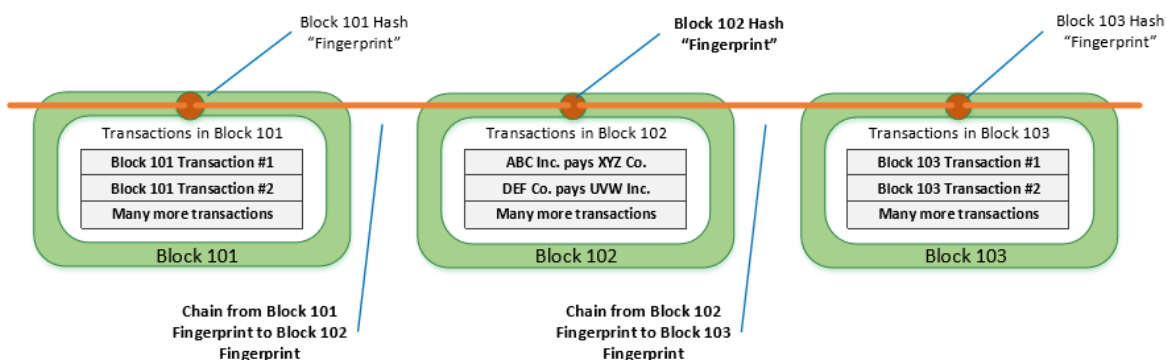 Block 101 Hash
“Fingerprint”
Block 102 Hash
“Fingerprint”
Block 103 Hash
“Fingerprint”
Transactions in Block 101
Block 101 Transaction #1
Block 101 Transaction #2
Many more transactions
Block 101
Transactions in Block 102
ABC Inc. pays XYZ Co.
DEF Co. pays UVW Inc.
Many more transactions
Block 102
Transactions in Block 103
Block 103 Transaction #1
Block 103 Transaction #2
Many more transactions
Block 103
Chain from Block 101
Fingerprint to Block 102
Fingerprint
Chain from Block 102
Fingerprint to Block 103
Fingerprint